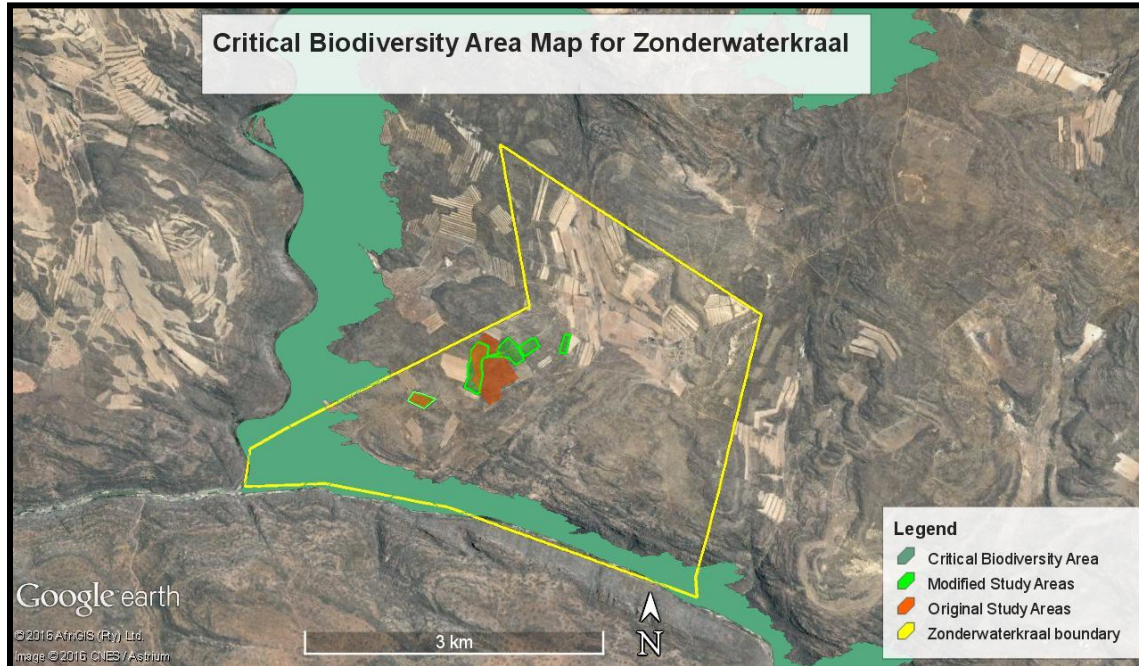 Critical Biodiversity Area Map for Zonderwaterkraal
Legend
Critical Biodiversity Area
Modified Study Areas
Original Study Areas
Zonderwaterkraal boundary
Google earth
© 2016 AfriGIS (Pty) Ltd.
Image © 2016 CNES / Astrium
3 km
N